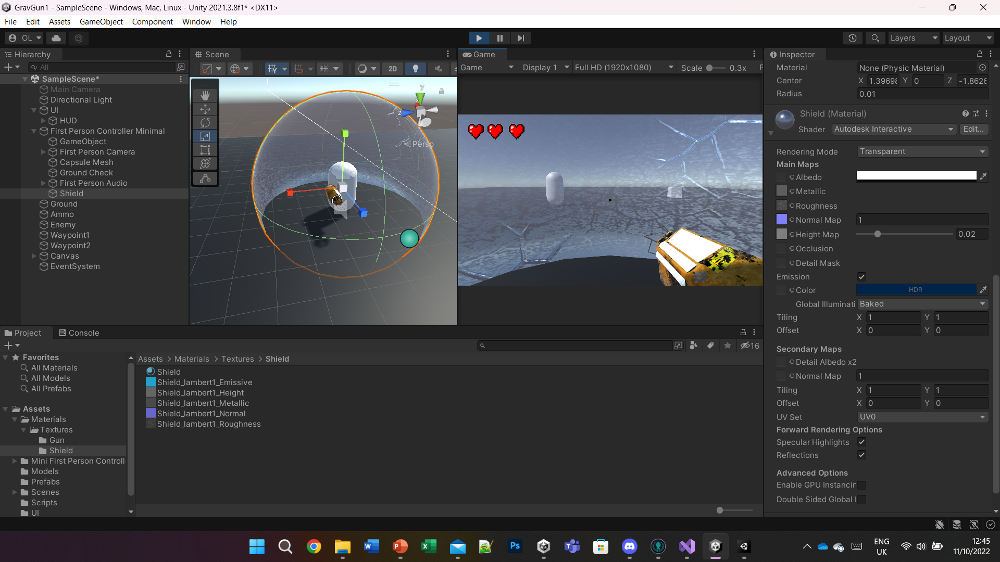 GravGun1 - SampleScene - Windows, Mac, Linux - Unity 2021.3.8f1* <DX11>
File Edit Assets GameObject Component Window Help
OL
Layers Layout
Hierarchy
All
SampleScene*
Main Camera
Directional Light
UI
HUD
First Person Controller Minimal
GameObject
First Person Camera
Capsule Mesh
Ground Check
First Person Audio
Shield
Ground
Ammo
Enemy
Waypoint1
Waypoint2
Canvas
EventSystem
Scene
2D
y
x
z
Persp
Game
Game Display 1 Full HD (1920x1080) Scale 0.3x P
Inspector
Material None (Physic Material)
Center X 1.3969 Y 0 Z -1.862
Radius 0.01
Shield (Material)
Shader Autodesk Interactive Edit...
Rendering Mode Transparent
Main Maps
Albedo
Metallic
Roughness
Normal Map 1
Height Map 0.02
Occlusion
Detail Mask
Emission
Color HDR
Global Illuminati Baked
Tiling X 1 Y 1
Offset X 0 Y 0
Secondary Maps
Detail Albedo x2
Normal Map 1
Tiling X 1 Y 1
Offset X 0 Y 0
UV Set UV0
Forward Rendering Options
Specular Highlights
Reflections
Advanced Options
Enable GPU Instancin
Double Sided Global I
Project Console
16
Favorites
All Materials
All Models
All Prefabs
Assets
Materials
Textures
Gun
Shield
Mini First Person Controll
Models
Prefabs
Scenes
Scripts
UI
Assets > Materials > Textures > Shield
Shield
Shield_lambert1_Emissive
Shield_lambert1_Height
Shield_lambert1_Metallic
Shield_lambert1_Normal
Shield_lambert1_Roughness
W P X Ps
ENG
UK
12:45
11/10/2022